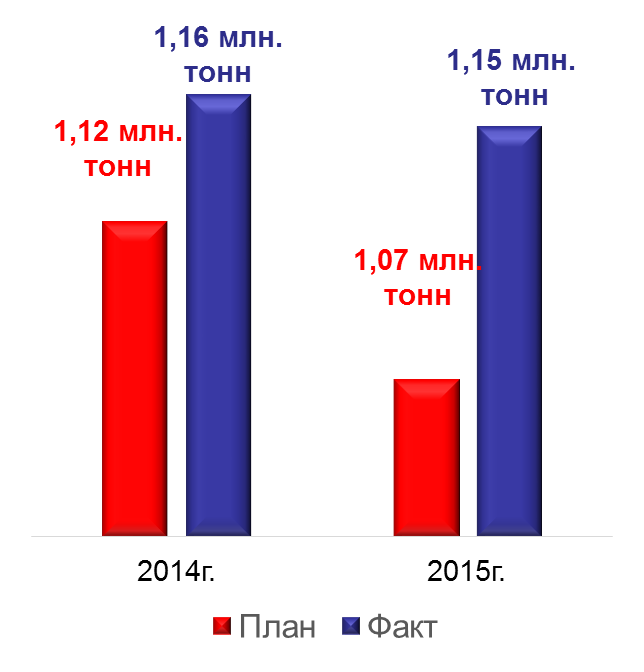 1,16 млн.
тонн
1,15 млн.
тонн
1,12 млн.
тонн
1,07 млн.
тонн
2014г.
2015г.
План
Факт